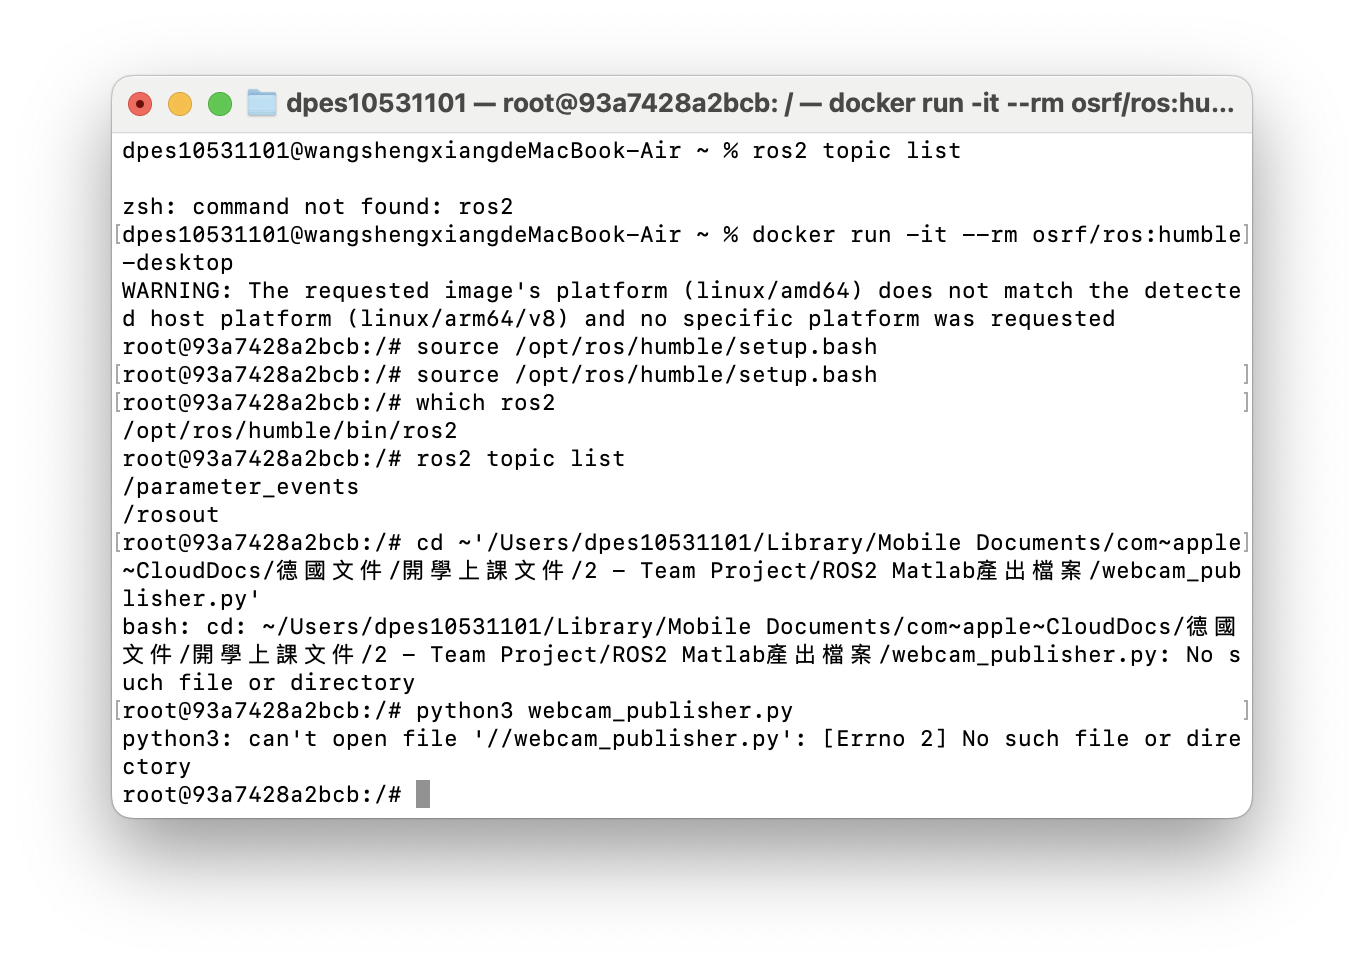 dpes10531101 — root@93a7428a2bcb: / — docker run -it --rm osrf/ros:hu...
dpes10531101@wangshengxiangdeMacBook-Air ~ % ros2 topic list
zsh: command not found: ros2
[dpes10531101@wangshengxiangdeMacBook-Air ~ % docker run -it --rm osrf/ros:humble]
-desktop
WARNING: The requested image's platform (linux/amd64) does not match the detecte
d host platform (linux/arm64/v8) and no specific platform was requested
root@93a7428a2bcb:/# source /opt/ros/humble/setup.bash
[root@93a7428a2bcb:/# source /opt/ros/humble/setup.bash ]
[root@93a7428a2bcb:/# which ros2 ]
/opt/ros/humble/bin/ros2
root@93a7428a2bcb:/# ros2 topic list
/parameter_events
/rosout
[root@93a7428a2bcb:/# cd ~'/Users/dpes10531101/Library/Mobile Documents/com~apple]
~CloudDocs/德國文件/開學上課文件/2 - Team Project/ROS2 Matlab產出檔案/webcam_pub
lisher.py'
bash: cd: ~/Users/dpes10531101/Library/Mobile Documents/com~apple~CloudDocs/德國
文件/開學上課文件/2 - Team Project/ROS2 Matlab產出檔案/webcam_publisher.py: No s
uch file or directory
[root@93a7428a2bcb:/# python3 webcam_publisher.py ]
python3: can't open file '//webcam_publisher.py': [Errno 2] No such file or dire
ctory
root@93a7428a2bcb:/#